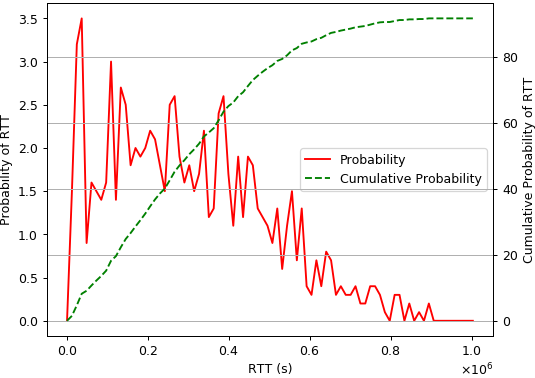 Probability of RTT
3.5
3.0
2.5
2.0
1.5
1.0
0.5
0.0
Probability
Cumulative Probability
80
60
40
20
0
Cumulative Probability of RTT
0.0 0.2 0.4 0.6 0.8 1.0
RTT (s)
×10⁶